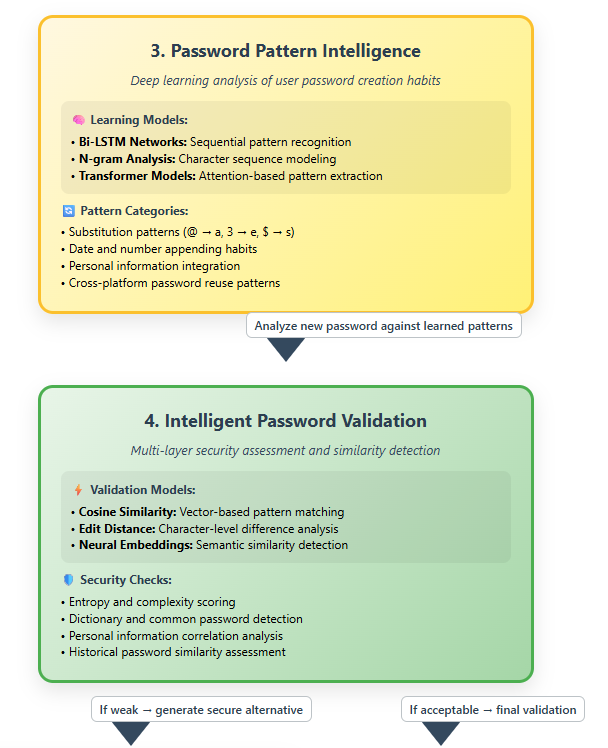 3. Password Pattern Intelligence
Deep learning analysis of user password creation habits
🧠 Learning Models:
• Bi-LSTM Networks: Sequential pattern recognition
• N-gram Analysis: Character sequence modeling
• Transformer Models: Attention-based pattern extraction
🔄 Pattern Categories:
• Substitution patterns (@ → a, 3 → e, $ → s)
• Date and number appending habits
• Personal information integration
• Cross-platform password reuse patterns
Analyze new password against learned patterns
4. Intelligent Password Validation
Multi-layer security assessment and similarity detection
⚡ Validation Models:
• Cosine Similarity: Vector-based pattern matching
• Edit Distance: Character-level difference analysis
• Neural Embeddings: Semantic similarity detection
🛡️ Security Checks:
• Entropy and complexity scoring
• Dictionary and common password detection
• Personal information correlation analysis
• Historical password similarity assessment
If weak → generate secure alternative
If acceptable → final validation